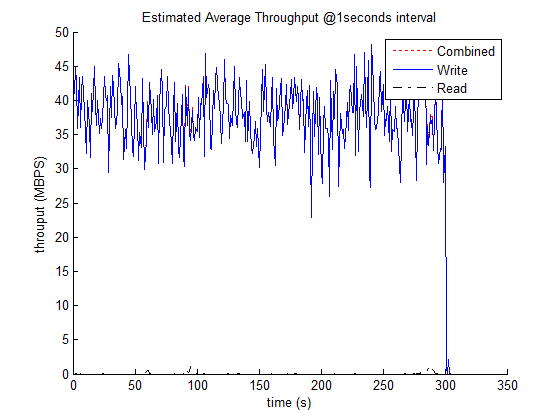 Estimated Average Throughput @1seconds interval
50
45
40
35
30
25
20
15
10
5
0
throuput (MBPS)
Combined
Write
Read
0 50 100 150 200 250 300 350
time (s)